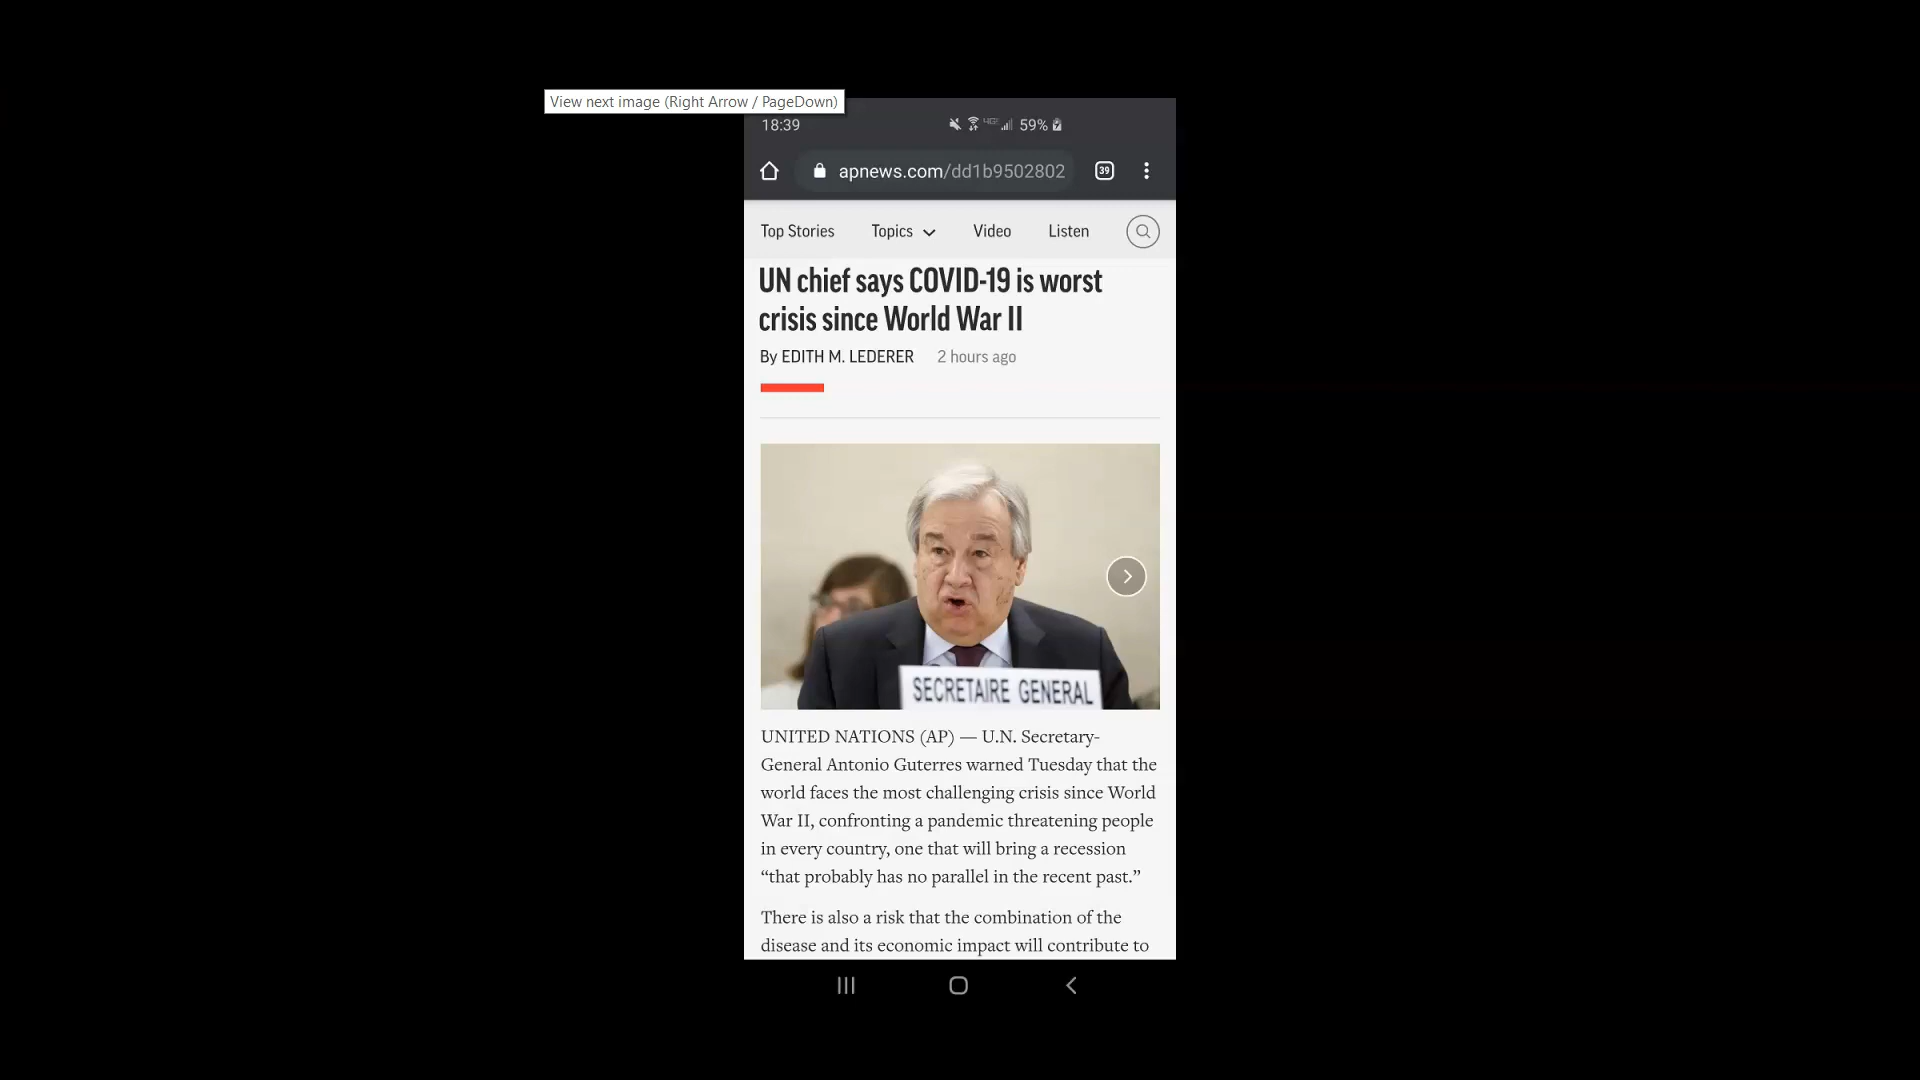 View next image (Right Arrow / PageDown)
18:39
59%
apnews.com/dd1b9502802
39
Top Stories
Topics
Video
Listen
UN chief says COVID-19 is worst
crisis since World War II
By EDITH M. LEDERER 2 hours ago
SECRETAIRE GENERAL
UNITED NATIONS (AP) — U.N. Secretary-
General Antonio Guterres warned Tuesday that the
world faces the most challenging crisis since World
War II, confronting a pandemic threatening people
in every country, one that will bring a recession
“that probably has no parallel in the recent past.”
There is also a risk that the combination of the
disease and its economic impact will contribute to